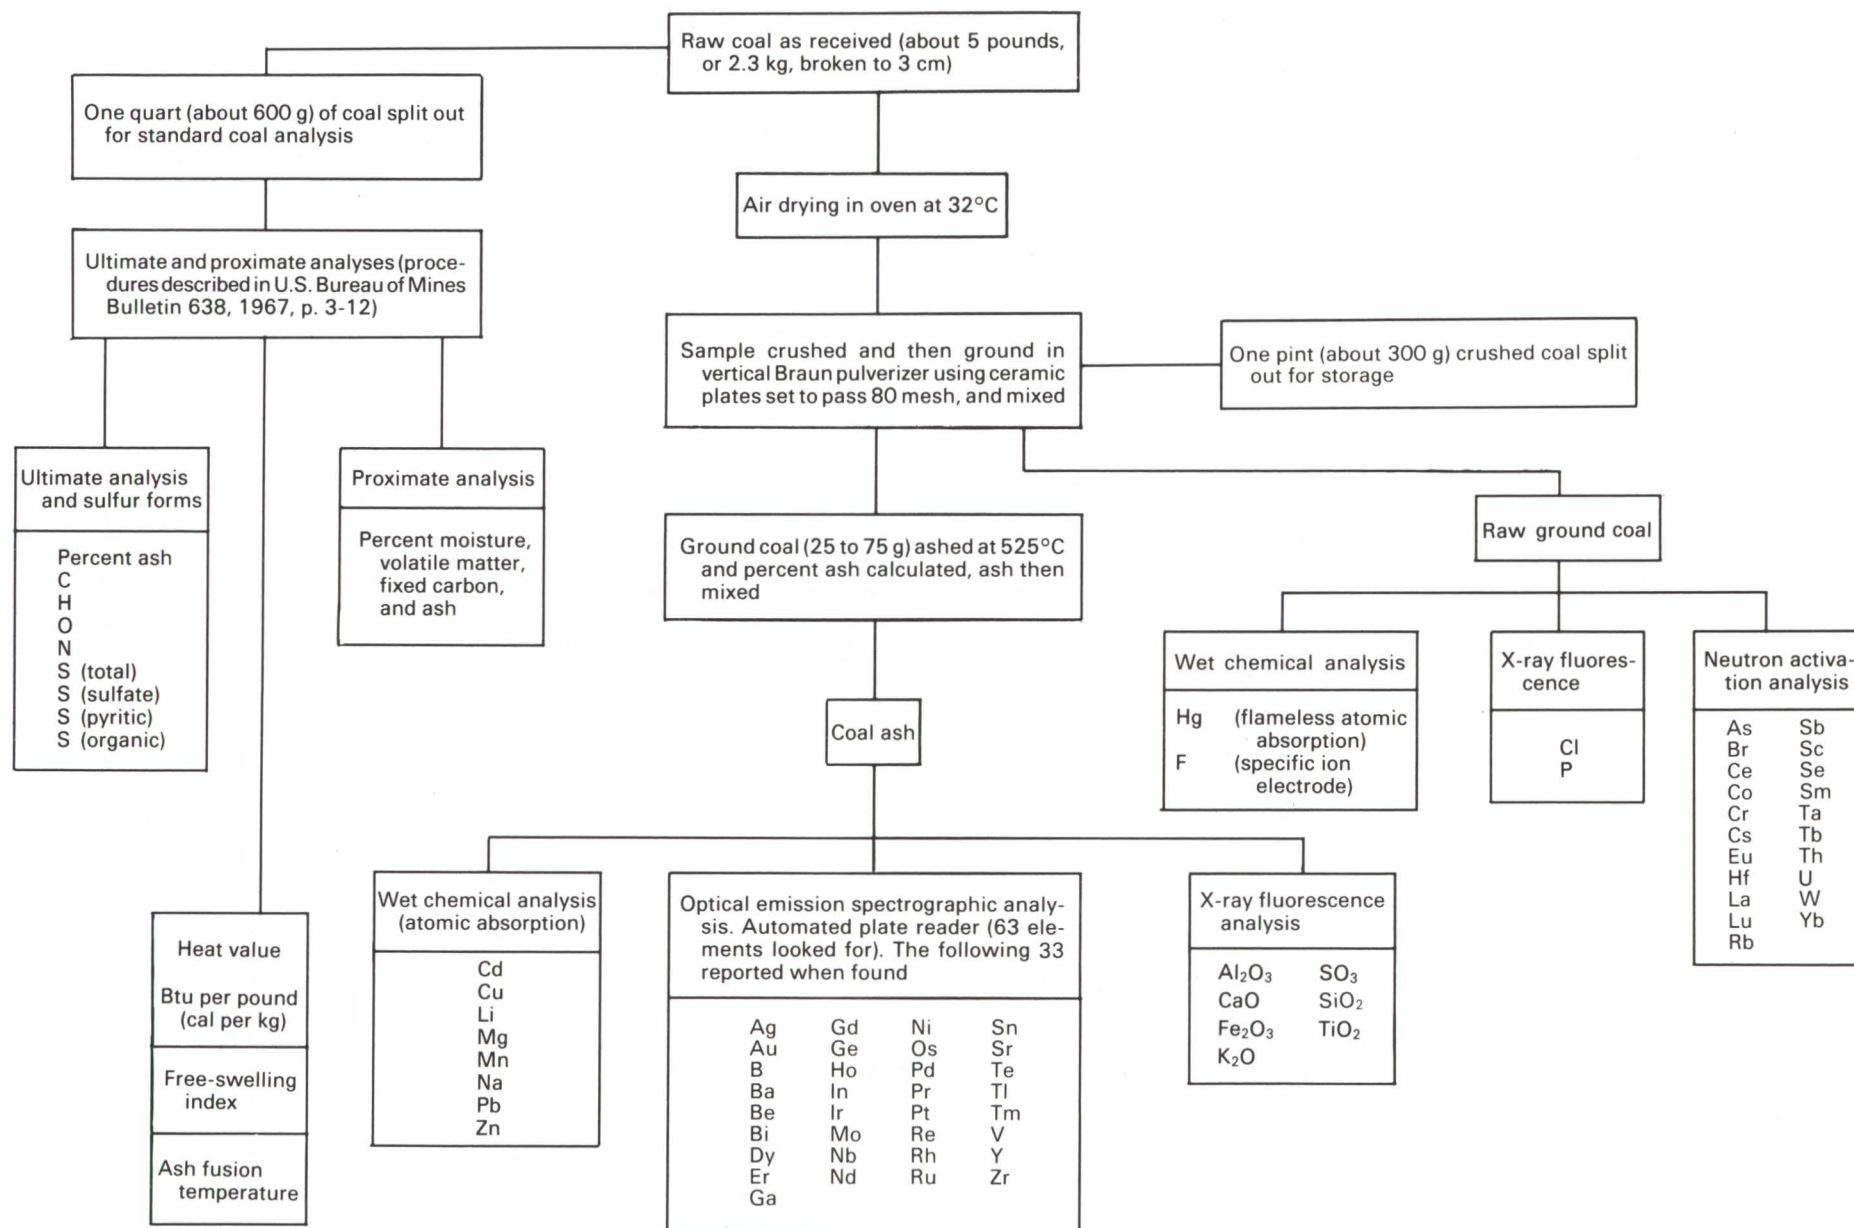 Raw coal as received (about 5 pounds,
or 2.3 kg, broken to 3 cm)
One quart (about 600 g) of coal split out
for standard coal analysis
Air drying in oven at 32°C
Ultimate and proximate analyses (proce-
dures described in U.S. Bureau of Mines
Bulletin 638, 1967, p. 3-12)
Sample crushed and then ground in
vertical Braun pulverizer using ceramic
plates set to pass 80 mesh, and mixed
One pint (about 300 g) crushed coal split
out for storage
Ultimate analysis
and sulfur forms
Percent ash
C
H
O
N
S (total)
S (sulfate)
S (pyritic)
S (organic)
Proximate analysis
Percent moisture,
volatile matter,
fixed carbon,
and ash
Ground coal (25 to 75 g) ashed at 525°C
and percent ash calculated, ash then
mixed
Raw ground coal
Wet chemical analysis
Hg (flameless atomic
absorption)
F (specific ion
electrode)
X-ray fluores-
cence
Cl
P
Neutron activa-
tion analysis
As Sb
Br Sc
Ce Se
Co Sm
Cr Ta
Cs Tb
Eu Th
Hf U
La W
Lu Yb
Rb
Coal ash
Heat value
Btu per pound
(cal per kg)
Free-swelling
index
Ash fusion
temperature
Wet chemical analysis
(atomic absorption)
Cd
Cu
Li
Mg
Mn
Na
Pb
Zn
Optical emission spectrographic analy-
sis. Automated plate reader (63 ele-
ments looked for). The following 33
reported when found
Ag Gd Ni Sn
Au Ge Os Sr
B Ho Pd Te
Ba In Pr Tl
Be Ir Pt Tm
Bi Mo Re V
Dy Nb Rh Y
Er Nd Ru Zr
Ga
X-ray fluorescence
analysis
Al₂O₃ SO₃
CaO SiO₂
Fe₂O₃ TiO₂
K₂O